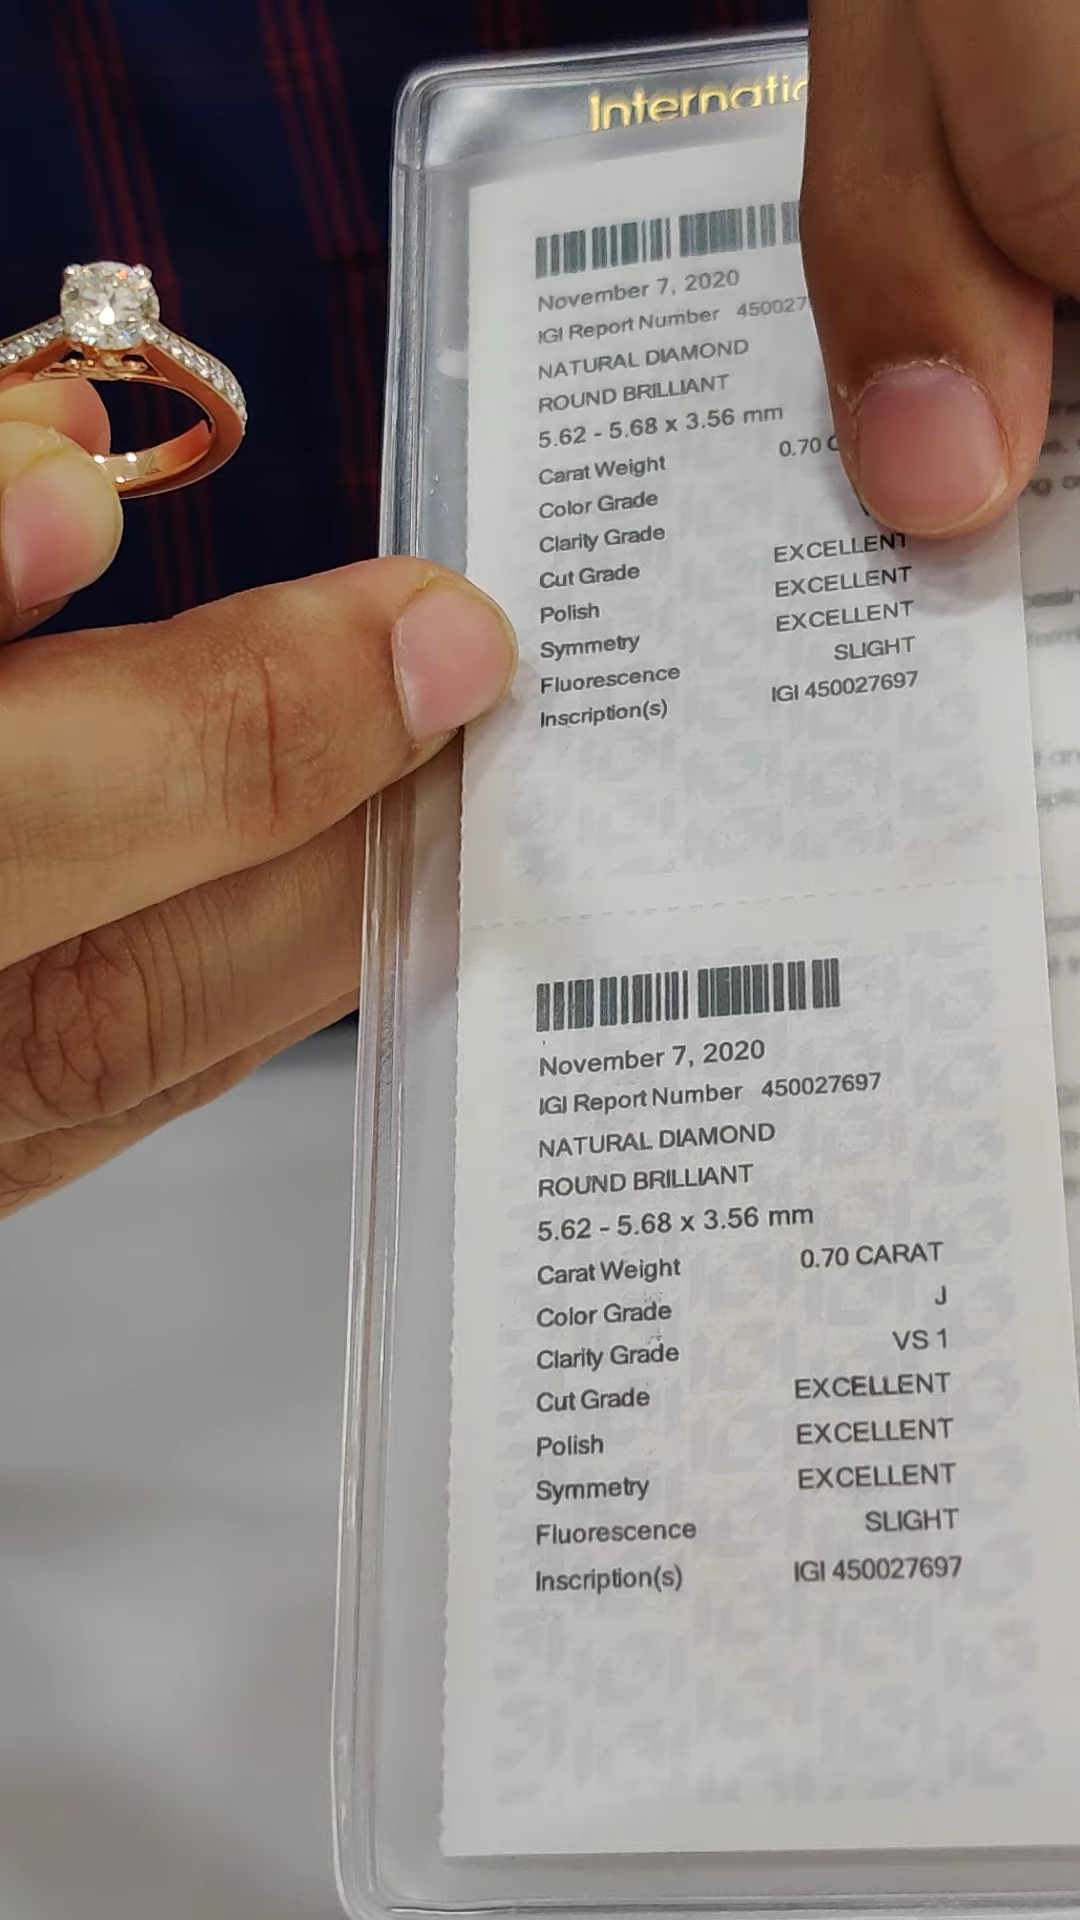 November 7, 2020
IGI Report Number 450027
NATURAL DIAMOND
ROUND BRILLIANT
5.62 - 5.68 x 3.56 mm
Carat Weight 0.70
Color Grade
Clarity Grade
Cut Grade EXCELLENT
Polish EXCELLENT
Symmetry EXCELLENT
Fluorescence SLIGHT
Inscription(s) IGI 450027697
November 7, 2020
IGI Report Number 450027697
NATURAL DIAMOND
ROUND BRILLIANT
5.62 - 5.68 x 3.56 mm
Carat Weight 0.70 CARAT
Color Grade J
Clarity Grade VS 1
Cut Grade EXCELLENT
Polish EXCELLENT
Symmetry EXCELLENT
Fluorescence SLIGHT
Inscription(s) IGI 450027697